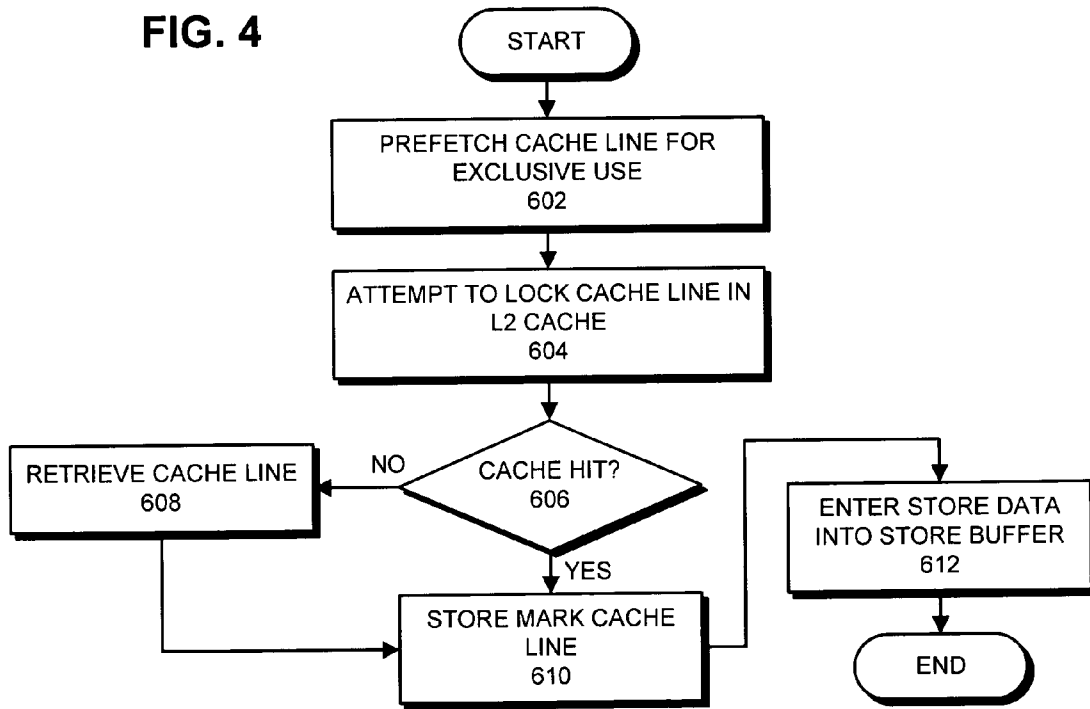 FIG. 4
START
PREFETCH CACHE LINE FOR
EXCLUSIVE USE
602
ATTEMPT TO LOCK CACHE LINE IN
L2 CACHE
604
CACHE HIT?
606
NO
RETRIEVE CACHE LINE
608
YES
STORE MARK CACHE
LINE
610
ENTER STORE DATA
INTO STORE BUFFER
612
END